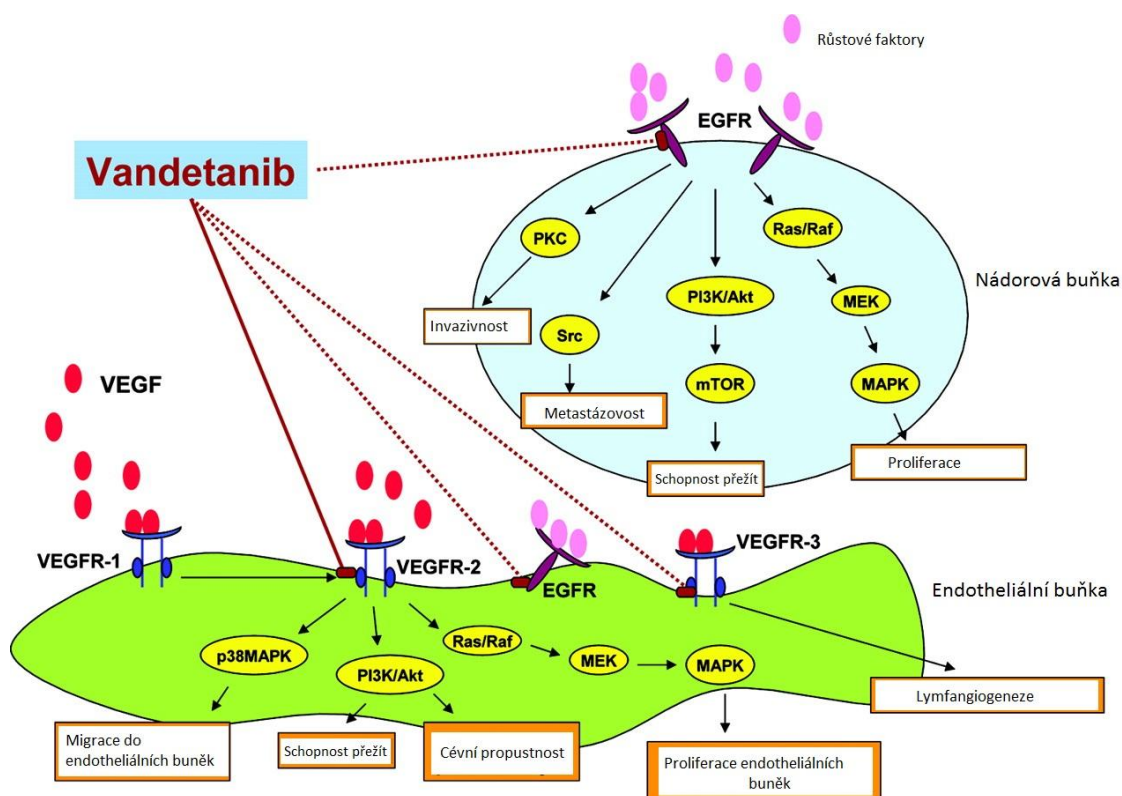 Růstové faktory
EGFR
Vandetanib
PKC
Ras/Raf
Nádorová buňka
Invazivnost
Src
PI3K/Akt
MEK
VEGF
mTOR
MAPK
Metastázovost
Proliferace
Schopnost přežít
VEGFR-1
VEGFR-2
EGFR
VEGFR-3
Endotheliální buňka
p38MAPK
PI3K/Akt
Ras/Raf
MEK
MAPK
Lymfangiogeneze
Migrace do
endotheliálních buněk
Schopnost přežít
Cévní propustnost
Proliferace endotheliálních
buněk